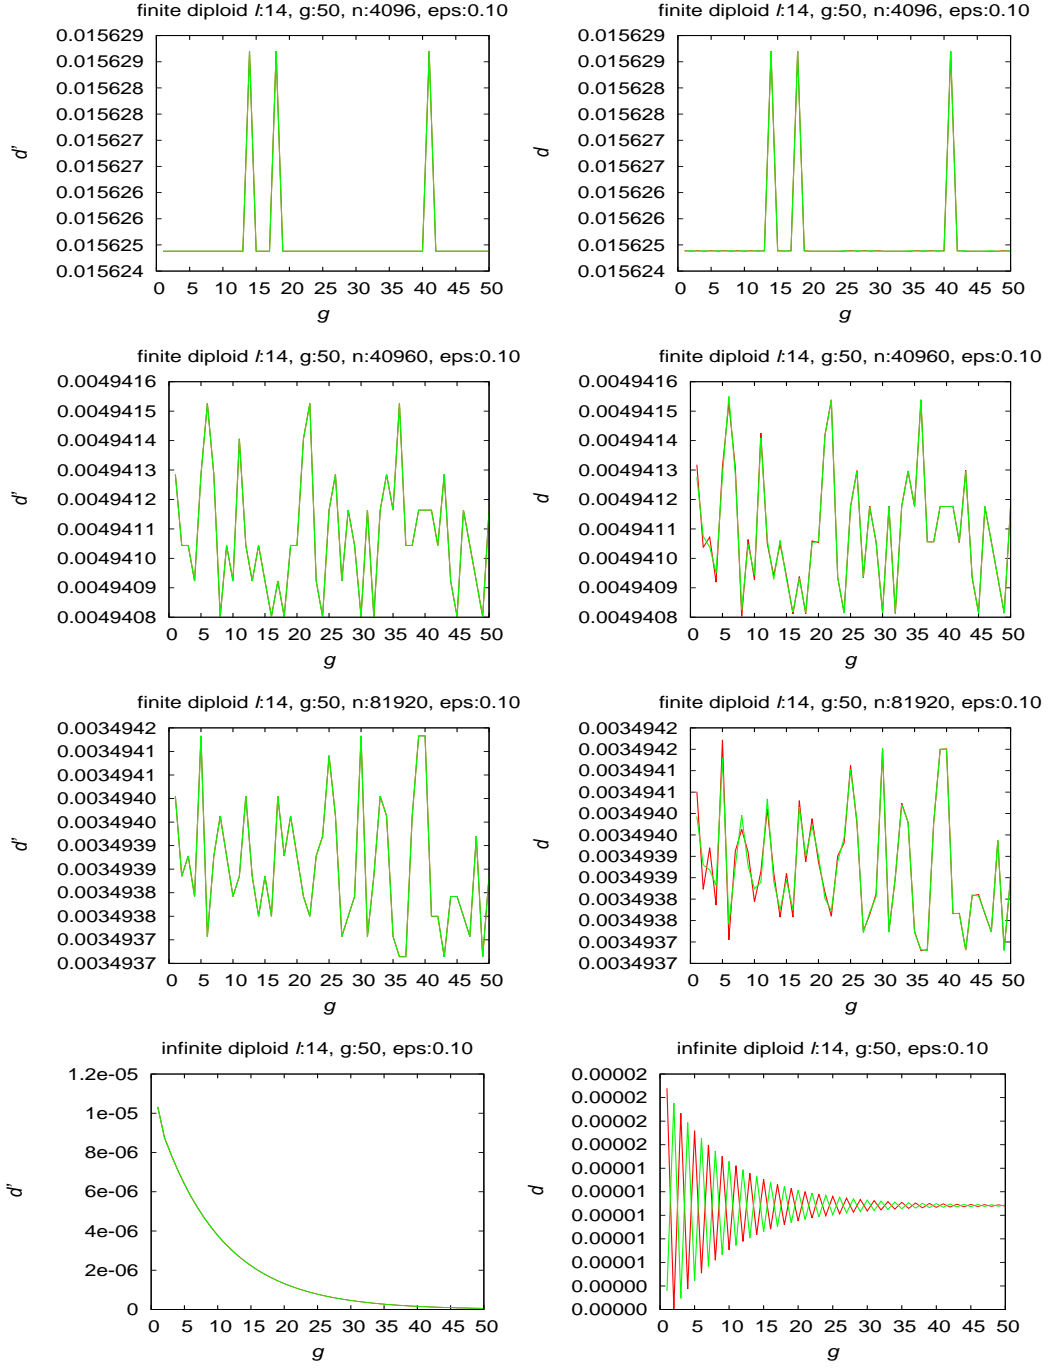 finite diploid l:14, g:50, n:4096, eps:0.10
0.015629
0.015628
0.015628
0.015627
0.015627
0.015626
0.015626
0.015625
0.015625
0.015624
d'
0 5 10 15 20 25 30 35 40 45 50
g
finite diploid l:14, g:50, n:4096, eps:0.10
0.015629
0.015628
0.015628
0.015627
0.015627
0.015626
0.015626
0.015625
0.015625
0.015624
d
0 5 10 15 20 25 30 35 40 45 50
g
finite diploid l:14, g:50, n:40960, eps:0.10
0.0049416
0.0049415
0.0049414
0.0049413
0.0049412
0.0049411
0.0049410
0.0049409
0.0049408
d'
0 5 10 15 20 25 30 35 40 45 50
g
finite diploid l:14, g:50, n:40960, eps:0.10
0.0049416
0.0049415
0.0049414
0.0049413
0.0049412
0.0049411
0.0049410
0.0049409
0.0049408
d
0 5 10 15 20 25 30 35 40 45 50
g
finite diploid l:14, g:50, n:81920, eps:0.10
0.0034942
0.0034941
0.0034941
0.0034940
0.0034940
0.0034939
0.0034939
0.0034938
0.0034938
0.0034937
0.0034937
d'
0 5 10 15 20 25 30 35 40 45 50
g
finite diploid l:14, g:50, n:81920, eps:0.10
0.0034942
0.0034942
0.0034941
0.0034941
0.0034940
0.0034940
0.0034939
0.0034939
0.0034938
0.0034938
0.0034937
0.0034937
d
0 5 10 15 20 25 30 35 40 45 50
g
infinite diploid l:14, g:50, eps:0.10
1.2e-05
1e-05
8e-06
6e-06
4e-06
2e-06
0
d'
0 5 10 15 20 25 30 35 40 45 50
g
infinite diploid l:14, g:50, eps:0.10
0.00002
0.00002
0.00002
0.00002
0.00001
0.00001
0.00001
0.00001
0.00001
0.00000
0.00000
d
0 5 10 15 20 25 30 35 40 45 50
g